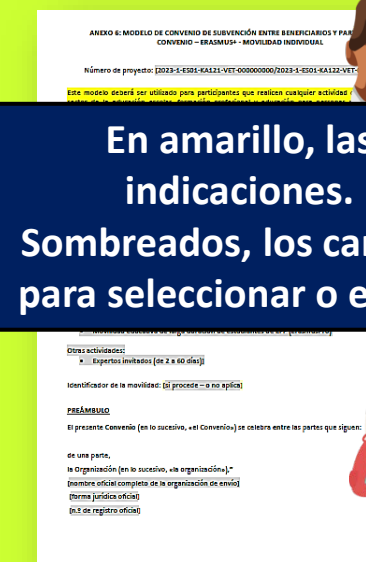 ANEXO 6: MODELO DE CONVENIO DE SUBVENCIÓN ENTRE BENEFICIARIOS Y PAR
CONVENIO – ERASMUS+ - MOVILIDAD INDIVIDUAL
Número de proyecto: [2023-1-ES01-KA121-VET-000000000/2023-1-ES01-KA122-VET-
Este modelo deberá ser utilizado para participantes que realicen cualquier actividad
En amarillo, las
indicaciones.
Sombreados, los ca
para seleccionar o e
Otras actividades:
• Expertos invitados [de 2 a 60 días]]
Identificador de la movilidad: [si procede – o no aplica]
PREÁMBULO
El presente Convenio (en lo sucesivo, «el Convenio») se celebra entre las partes que siguen:
de una parte,
la Organización (en lo sucesivo, «la organización»),"
[nombre oficial completo de la organización de envío]
[forma jurídica oficial]
[n.º de registro oficial]